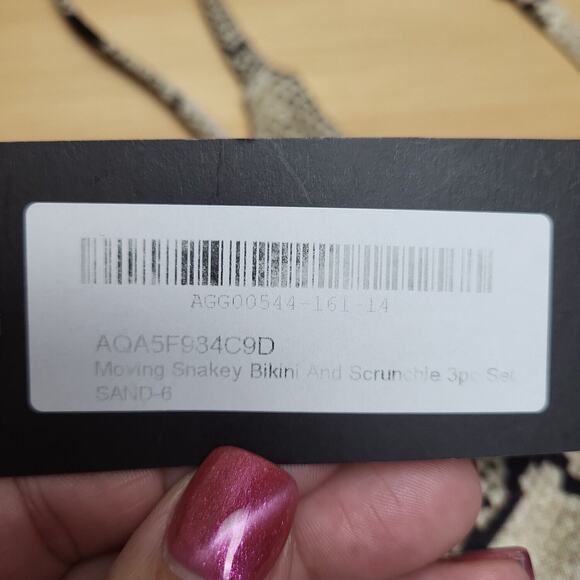 AGG00544-161-14
AQA5F934C9D
Moving Snakey Bikini And Scrunchie 3pc Set
SAND-6